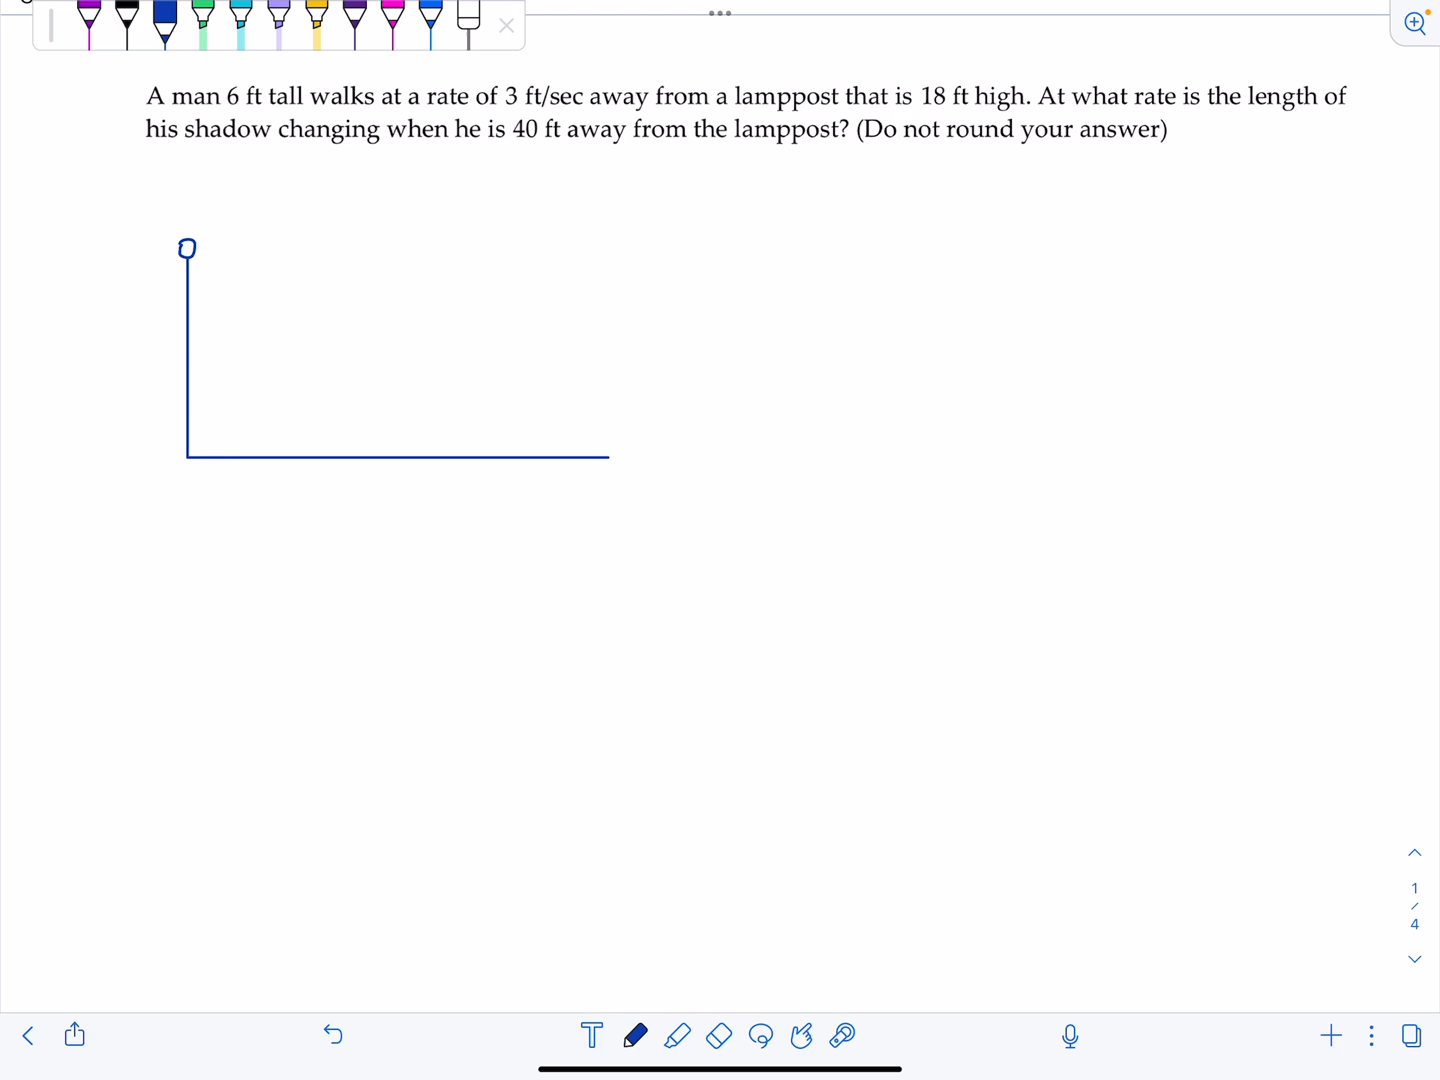 A man 6 ft tall walks at a rate of 3 ft/sec away from a lamppost that is 18 ft high. At what rate is the length of
his shadow changing when he is 40 ft away from the lamppost? (Do not round your answer)
1
/
4
T